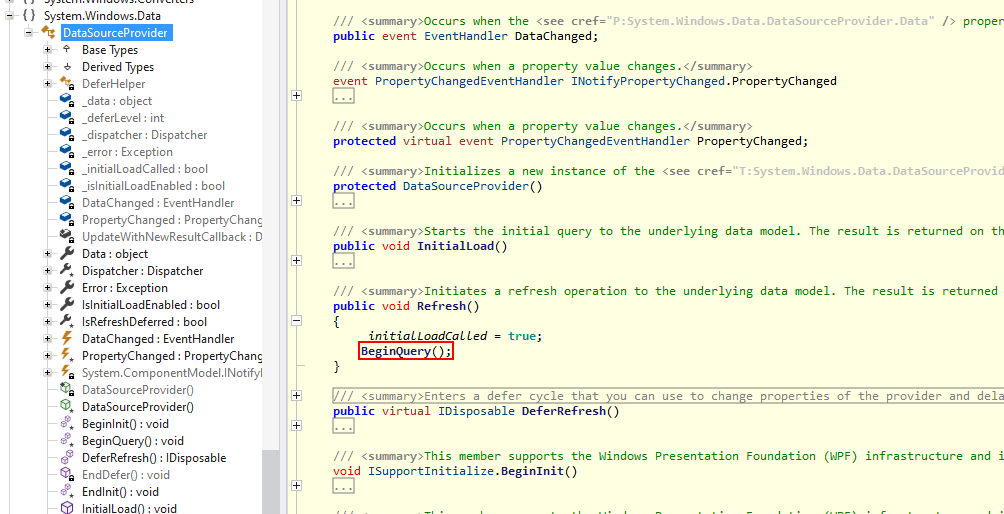 System.Windows.Converters
System.Windows.Data
DataSourceProvider
Base Types
Derived Types
DeferHelper
_data : object
_deferLevel : int
_dispatcher : Dispatcher
_error : Exception
_initialLoadCalled : bool
_isInitialLoadEnabled : bool
DataChanged : EventHandler
PropertyChanged : PropertyChang
UpdateWithNewResultCallback : D
Data : object
Dispatcher : Dispatcher
Error : Exception
IsInitialLoadEnabled : bool
IsRefreshDeferred : bool
DataChanged : EventHandler
PropertyChanged : PropertyChang
System.ComponentModel.INotifyI
DataSourceProvider()
DataSourceProvider()
BeginInit() : void
BeginQuery() : void
DeferRefresh() : IDisposable
EndDefer() : void
EndInit() : void
InitialLoad() : void
/// <summary>Occurs when the <see cref="P:System.Windows.Data.DataSourceProvider.Data" /> proper
public event EventHandler DataChanged;
/// <summary>Occurs when a property value changes.</summary>
event PropertyChangedEventHandler INotifyPropertyChanged.PropertyChanged
...
/// <summary>Occurs when a property value changes.</summary>
protected virtual event PropertyChangedEventHandler PropertyChanged;
/// <summary>Initializes a new instance of the <see cref="T:System.Windows.Data.DataSourceProvid
protected DataSourceProvider()
...
/// <summary>Starts the initial query to the underlying data model. The result is returned on th
public void InitialLoad()
...
/// <summary>Initiates a refresh operation to the underlying data model. The result is returned
public void Refresh()
{
_initialLoadCalled = true;
BeginQuery();
}
/// <summary>Enters a defer cycle that you can use to change properties of the provider and dela
public virtual IDisposable DeferRefresh()
...
/// <summary>This member supports the Windows Presentation Foundation (WPF) infrastructure and i
void ISupportInitialize.BeginInit()
...